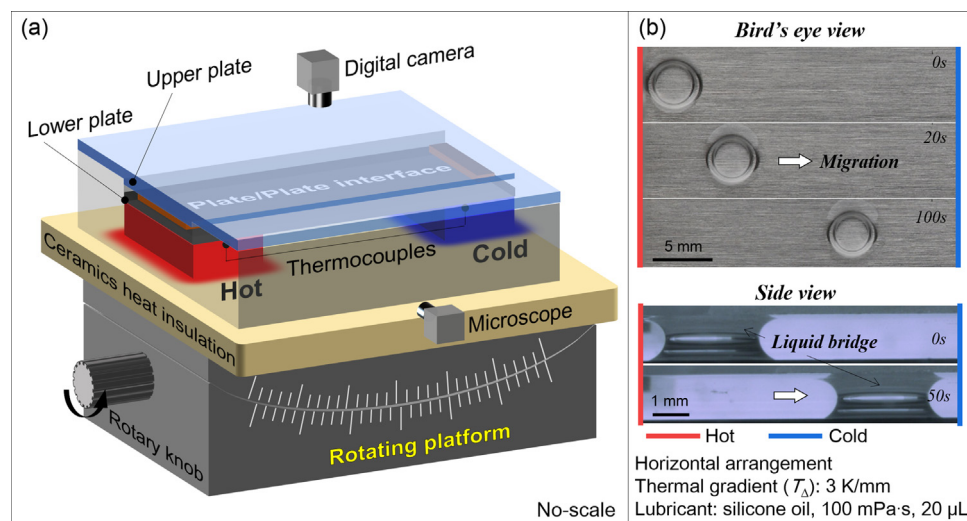 (a)
Digital camera
Upper plate
Lower plate
Plate/Plate interface
Thermocouples
Hot
Cold
Ceramics heat insulation
Microscope
Rotary knob
Rotating platform
No-scale
(b)
Bird's eye view
0s
20s
Migration
100s
5 mm
Side view
Liquid bridge
0s
50s
1 mm
Hot
Cold
Horizontal arrangement
Thermal gradient (TΔ): 3 K/mm
Lubricant: silicone oil, 100 mPa·s, 20 μL